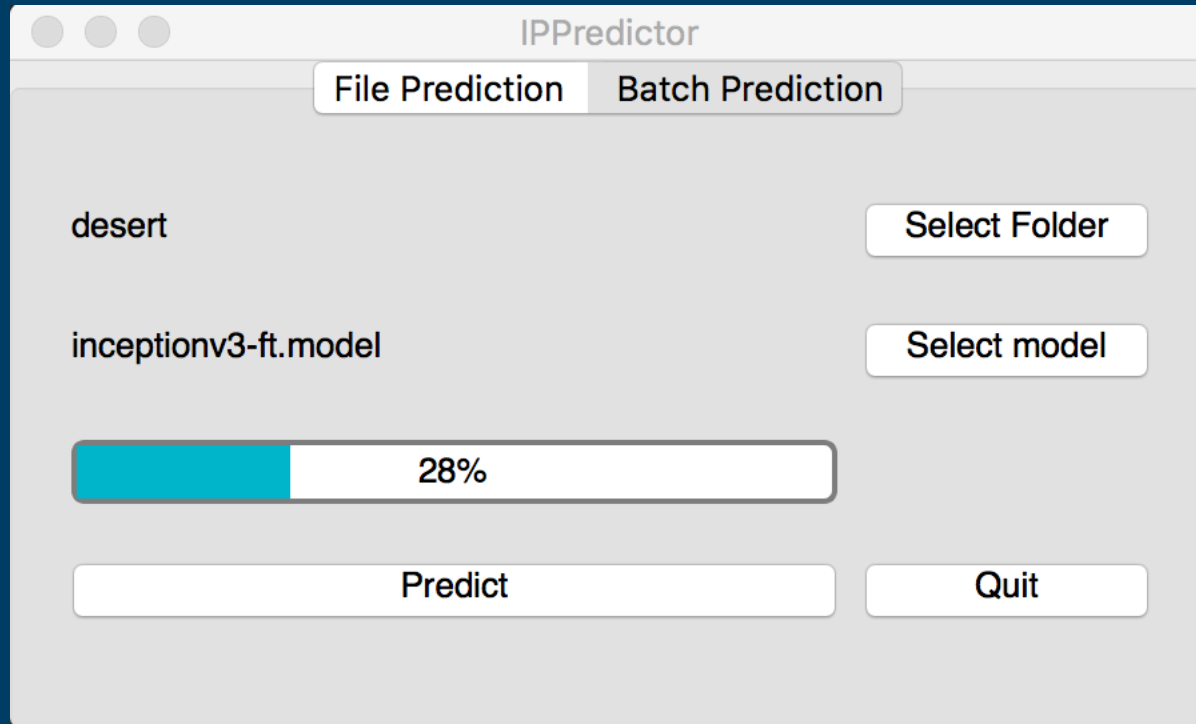 IPPredictor
File Prediction Batch Prediction
desert Select Folder
inceptionv3-ft.model Select model
28%
Predict Quit